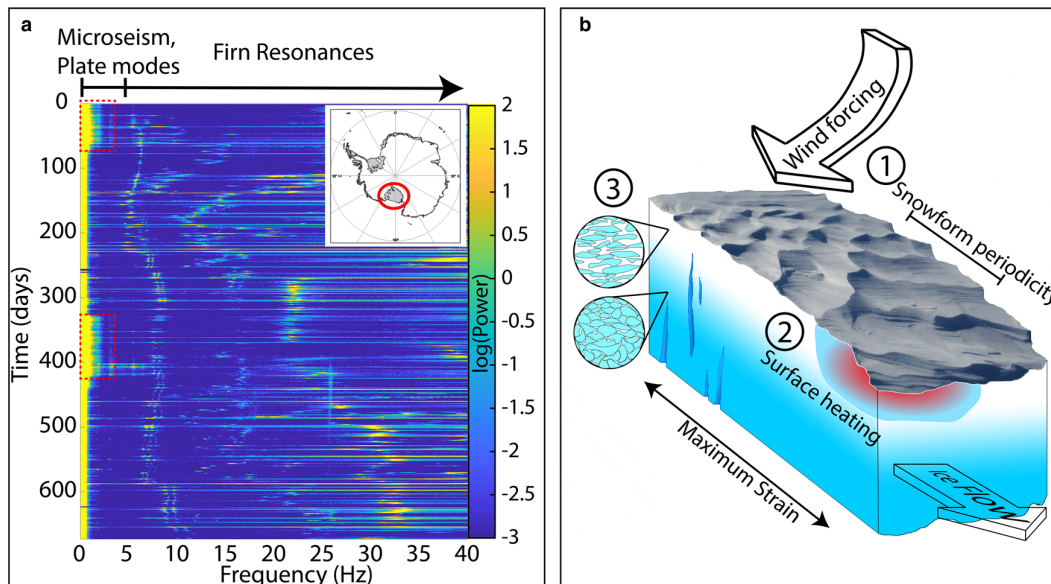 a
Microseism,
Plate modes
Firn Resonances
0
100
200
300
400
500
600
Time (days)
0
5
10
15
20
25
30
35
40
Frequency (Hz)
2
1.5
1
0.5
0
-0.5
-1
-1.5
-2
-2.5
-3
log(Power)
b
Wind forcing
1
Snowform periodicity
3
2
Surface heating
Maximum
Strain
Ice Flow